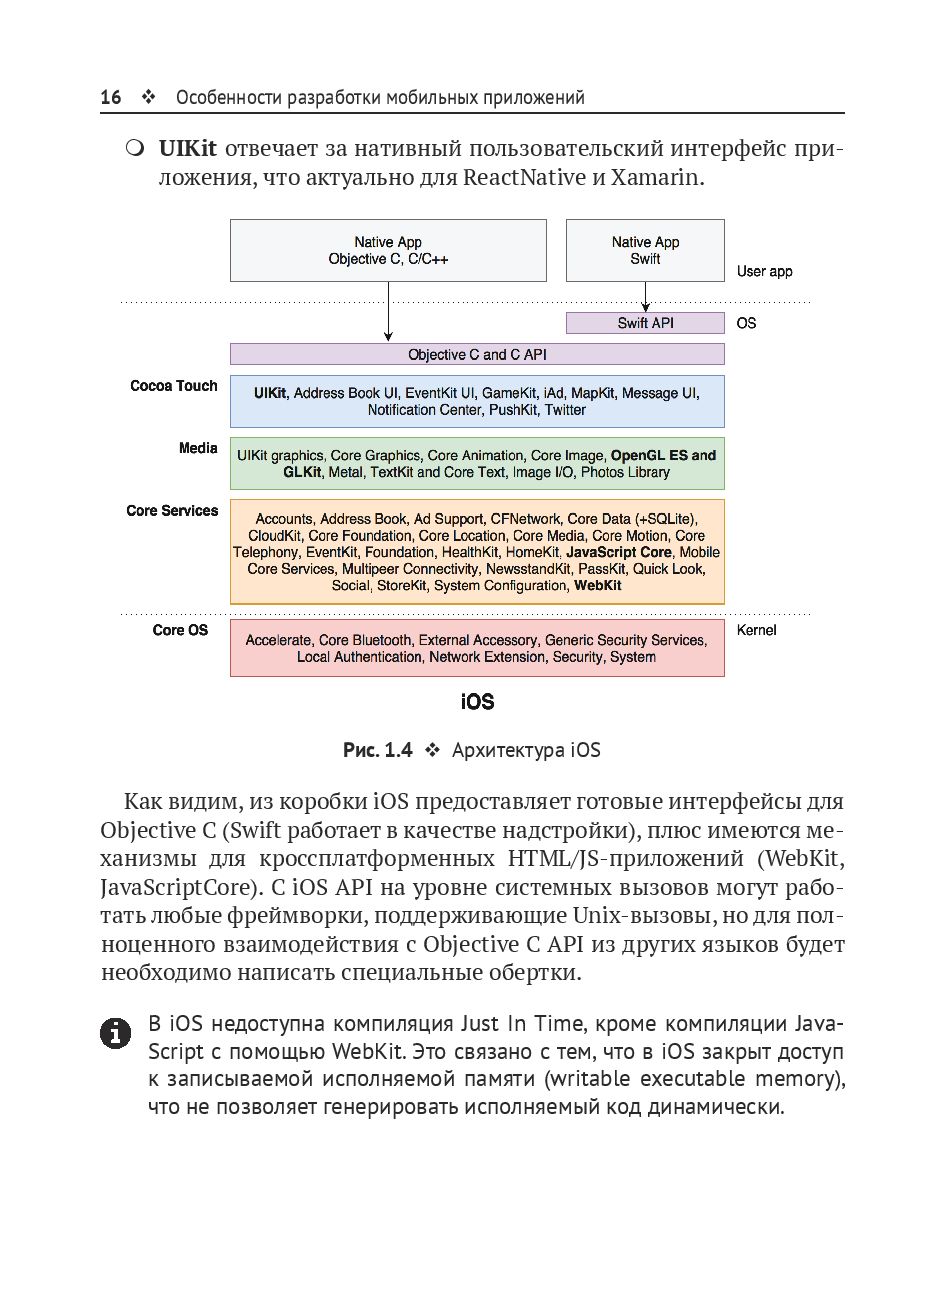 16 ❖ Особенности разработки мобильных приложений
❍ UIKit отвечает за нативный пользовательский интерфейс при-
ложения, что актуально для ReactNative и Xamarin.
Native App
Objective C, C/C++
Native App
Swift
User app
Swift API
OS
Objective C and C API
Cocoa Touch
UIKit, Address Book UI, EventKit UI, GameKit, iAd, MapKit, Message UI,
Notification Center, PushKit, Twitter
Media
UIKit graphics, Core Graphics, Core Animation, Core Image, OpenGL ES and
GLKit, Metal, TextKit and Core Text, Image I/O, Photos Library
Core Services
Accounts, Address Book, Ad Support, CFNetwork, Core Data (+SQLite),
CloudKit, Core Foundation, Core Location, Core Media, Core Motion, Core
Telephony, EventKit, Foundation, HealthKit, HomeKit, JavaScript Core, Mobile
Core Services, Multipeer Connectivity, NewsstandKit, PassKit, Quick Look,
Social, StoreKit, System Configuration, WebKit
Core OS
Accelerate, Core Bluetooth, External Accessory, Generic Security Services,
Local Authentication, Network Extension, Security, System
Kernel
iOS
Рис. 1.4 ❖ Архитектура iOS
Как видим, из коробки iOS предоставляет готовые интерфейсы для
Objective C (Swift работает в качестве надстройки), плюс имеются ме-
ханизмы для кроссплатформенных HTML/JS-приложений (WebKit,
JavaScriptCore). С iOS API на уровне системных вызовов могут рабо-
тать любые фреймворки, поддерживающие Unix-вызовы, но для пол-
ноценного взаимодействия с Objective C API из других языков будет
необходимо написать специальные обертки.
В iOS недоступна компиляция Just In Time, кроме компиляции Java-
Script с помощью WebKit. Это связано с тем, что в iOS закрыт доступ
к записываемой исполняемой памяти (writable executable memory),
что не позволяет генерировать исполняемый код динамически.